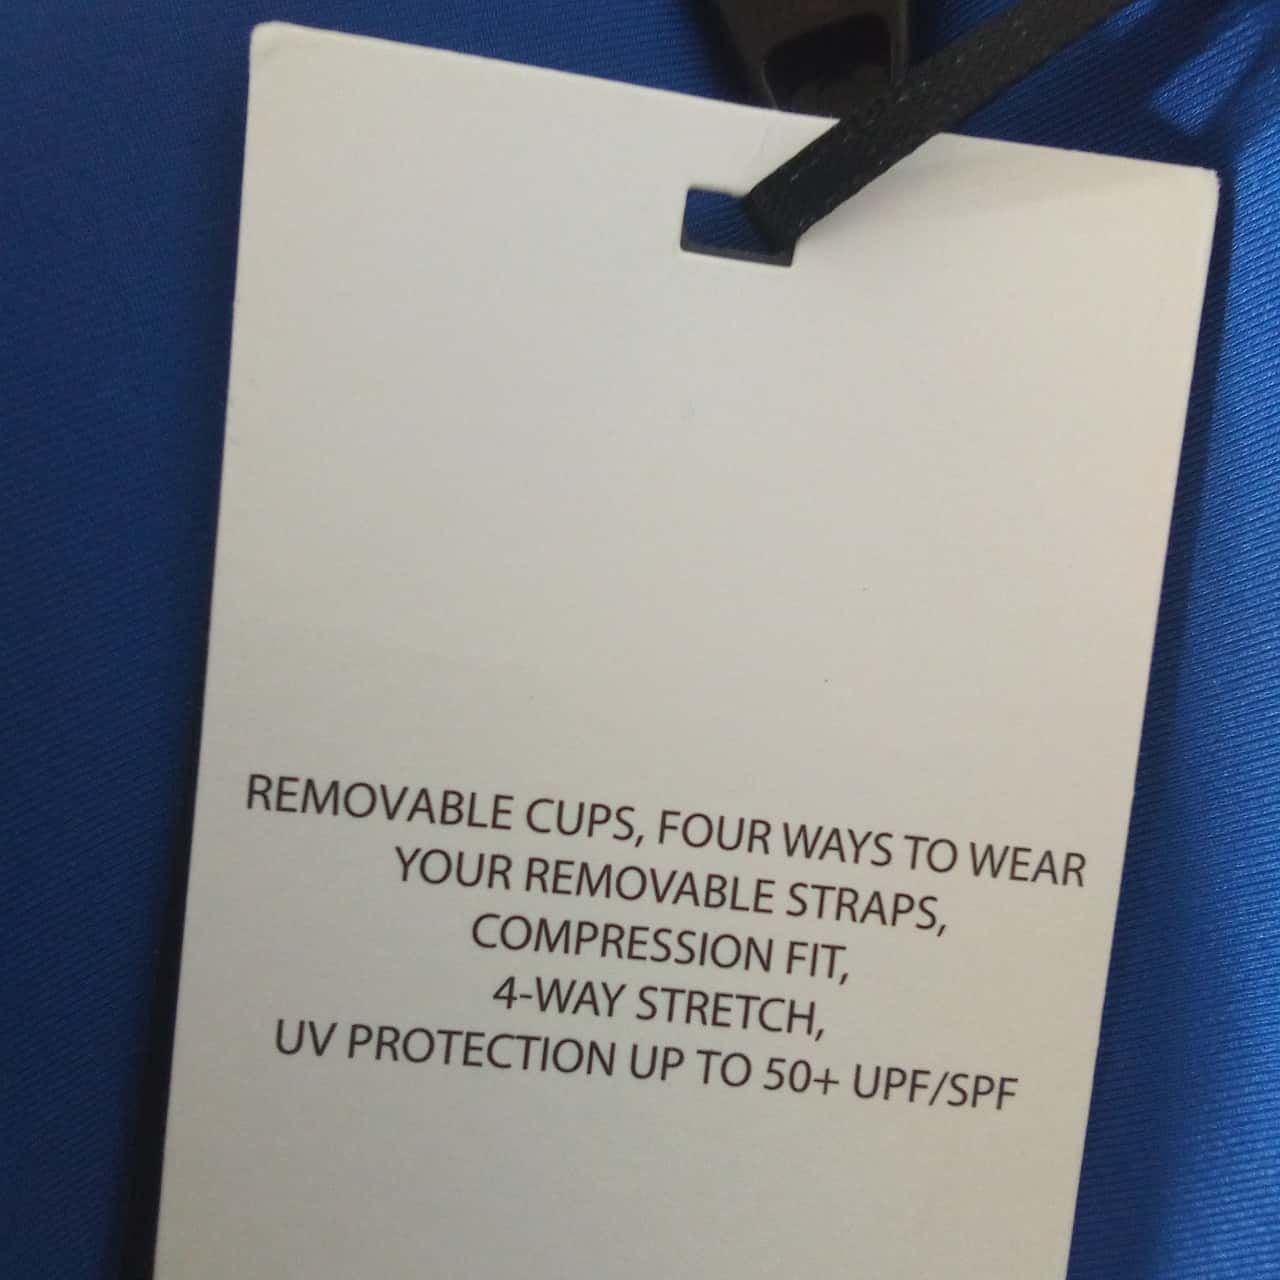 REMOVABLE CUPS, FOUR WAYS TO WEAR
YOUR REMOVABLE STRAPS,
COMPRESSION FIT,
4-WAY STRETCH,
UV PROTECTION UP TO 50+ UPF/SPF